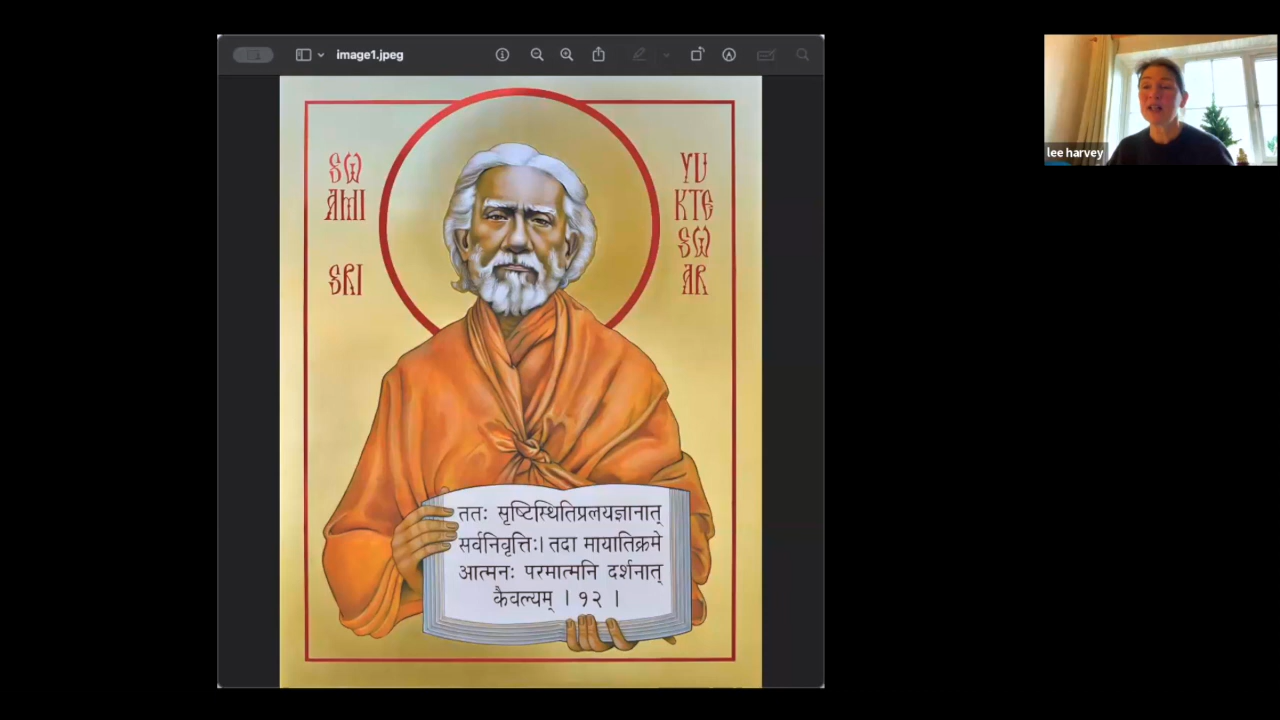 image1.jpeg
SW
AMI
SRI
YU
KTE
SW
AR
ततः सृष्टिस्थितिप्रलयज्ञानात्
सर्वनिवृत्तिः। तदा मायातिक्रमे
आत्मनः परमात्मनि दर्शनात्
कैवल्यम् । १२ ।
lee harvey